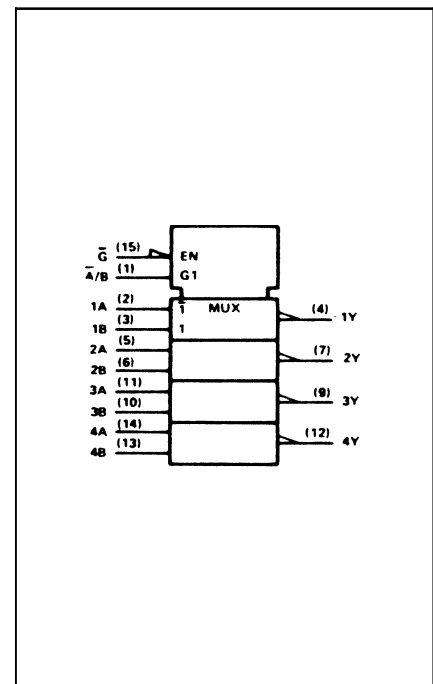 G̅ (15) EN
A̅/B (1) G1
1A (2) 1̅ MUX (4) 1Y
1B (3) 1
2A (5) (7) 2Y
2B (6)
3A (11) (9) 3Y
3B (10)
4A (14) (12) 4Y
4B (13)